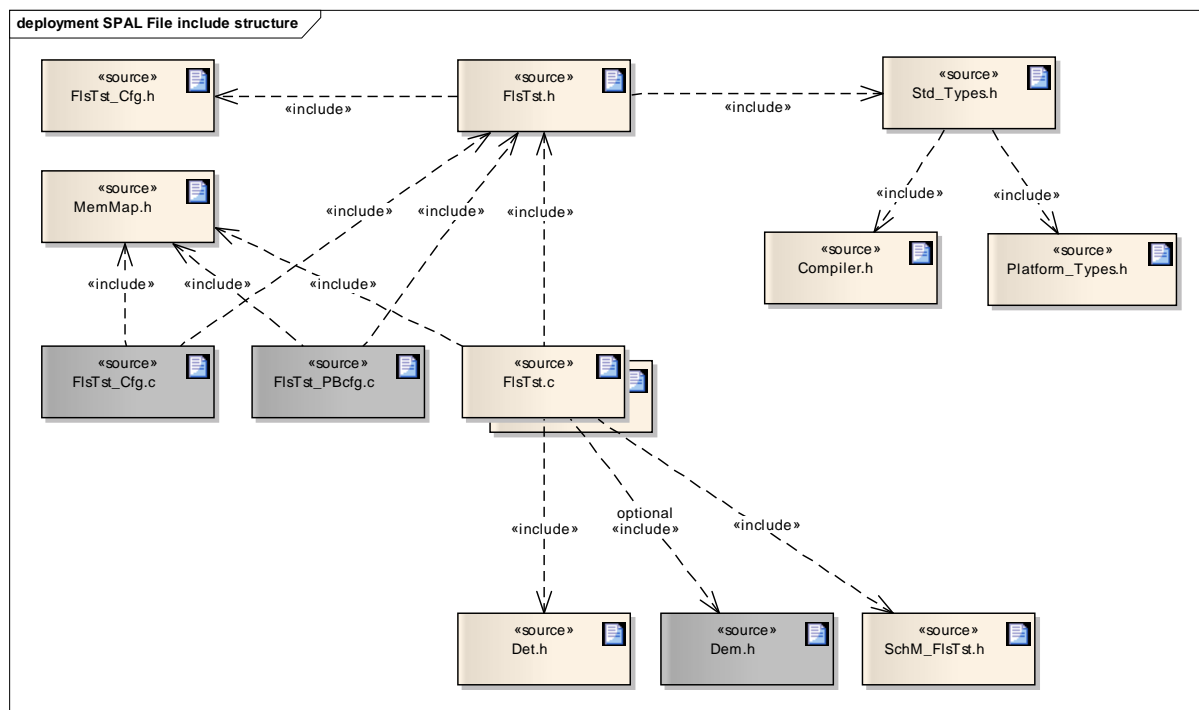 deployment SPAL File include structure
«source»
FlsTst_Cfg.h
«source»
FlsTst.h
«source»
Std_Types.h
«include»
«include»
«source»
MemMap.h
«include»
«include»
«include»
«include»
«include»
«source»
Compiler.h
«source»
Platform_Types.h
«include»
«include»
«include»
«source»
FlsTst_Cfg.c
«source»
FlsTst_PBcfg.c
«source»
FlsTst.c
«include»
optional
«include»
«include»
«source»
Det.h
«source»
Dem.h
«source»
SchM_FlsTst.h